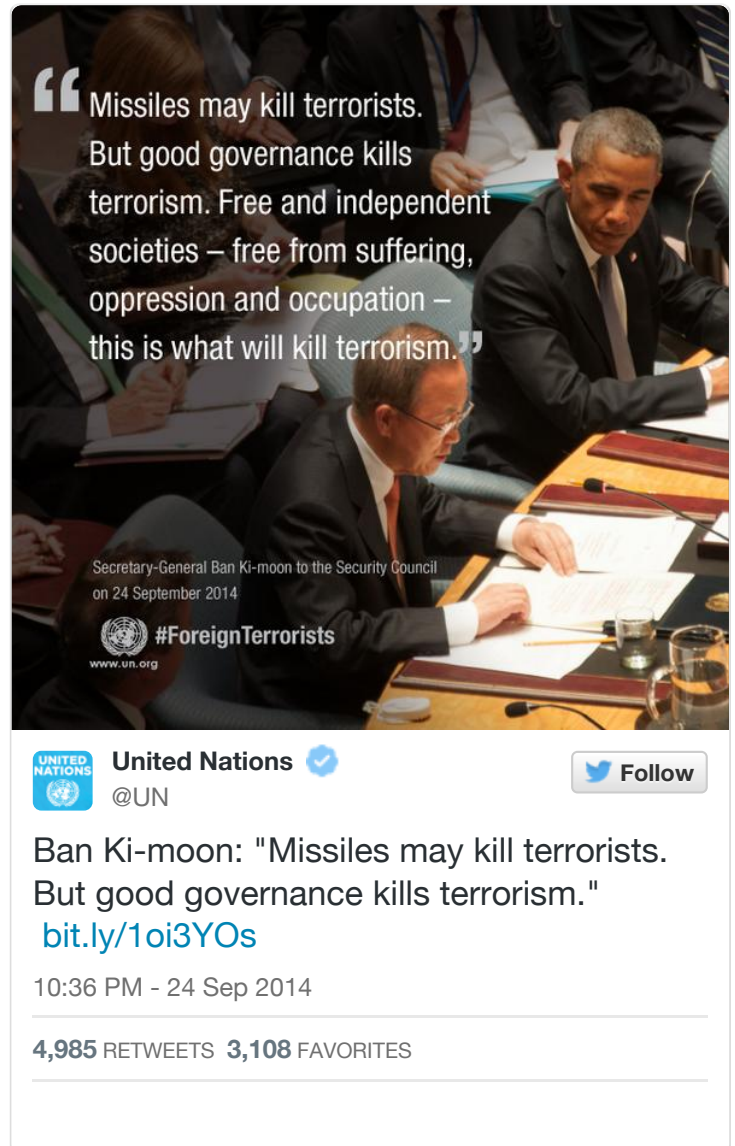 “ Missiles may kill terrorists.
But good governance kills
terrorism. Free and independent
societies – free from suffering,
oppression and occupation –
this is what will kill terrorism.”
Secretary-General Ban Ki-moon to the Security Council
on 24 September 2014
#ForeignTerrorists
www.un.org
UNITED
NATIONS
United Nations
@UN
Follow
Ban Ki-moon: "Missiles may kill terrorists.
But good governance kills terrorism."
bit.ly/1oi3YOs
10:36 PM - 24 Sep 2014
4,985 RETWEETS 3,108 FAVORITES